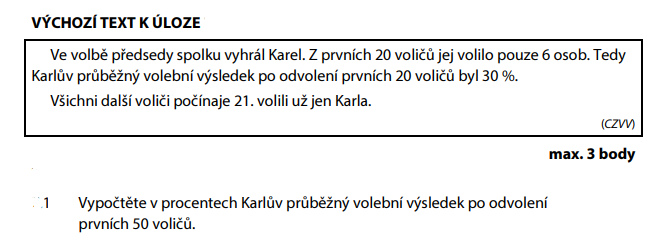 VÝCHOZÍ TEXT K ÚLOZE
Ve volbě předsedy spolku vyhrál Karel. Z prvních 20 voličů jej volilo pouze 6 osob. Tedy
Karlův průběžný volební výsledek po odvolení prvních 20 voličů byl 30 %.
Všichni další voliči počínaje 21. volili už jen Karla.
(CZVV)
max. 3 body
1 Vypočtěte v procentech Karlův průběžný volební výsledek po odvolení
prvních 50 voličů.